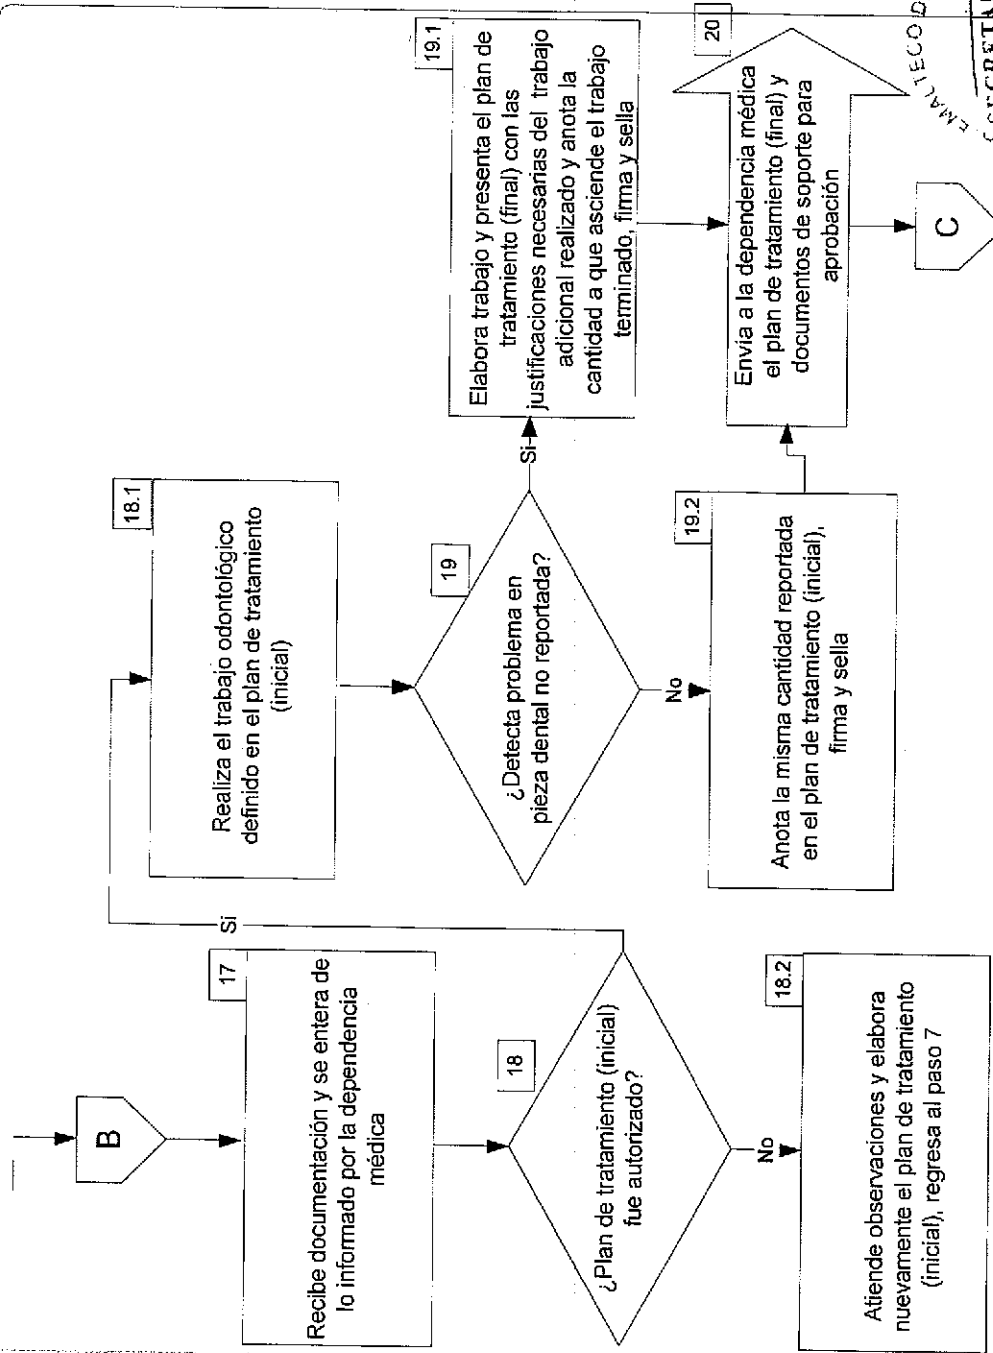 B
17
Recibe documentación y se entera de
lo informado por la dependencia
médica
18
¿Plan de tratamiento (inicial)
fue autorizado?
Si
No
18.2
Atiende observaciones y elabora
nuevamente el plan de tratamiento
(inicial), regresa al paso 7
18.1
Realiza el trabajo odontológico
definido en el plan de tratamiento
(inicial)
19
¿Detecta problema en
pieza dental no reportada?
Si
No
19.2
Anota la misma cantidad reportada
en el plan de tratamiento (inicial),
firma y sella
19.1
Elabora trabajo y presenta el plan de
tratamiento (final) con las
justificaciones necesarias del trabajo
adicional realizado y anota la
cantidad a que asciende el trabajo
terminado, firma y sella
20
Envía a la dependencia médica
el plan de tratamiento (final) y
documentos de soporte para
aprobación
C